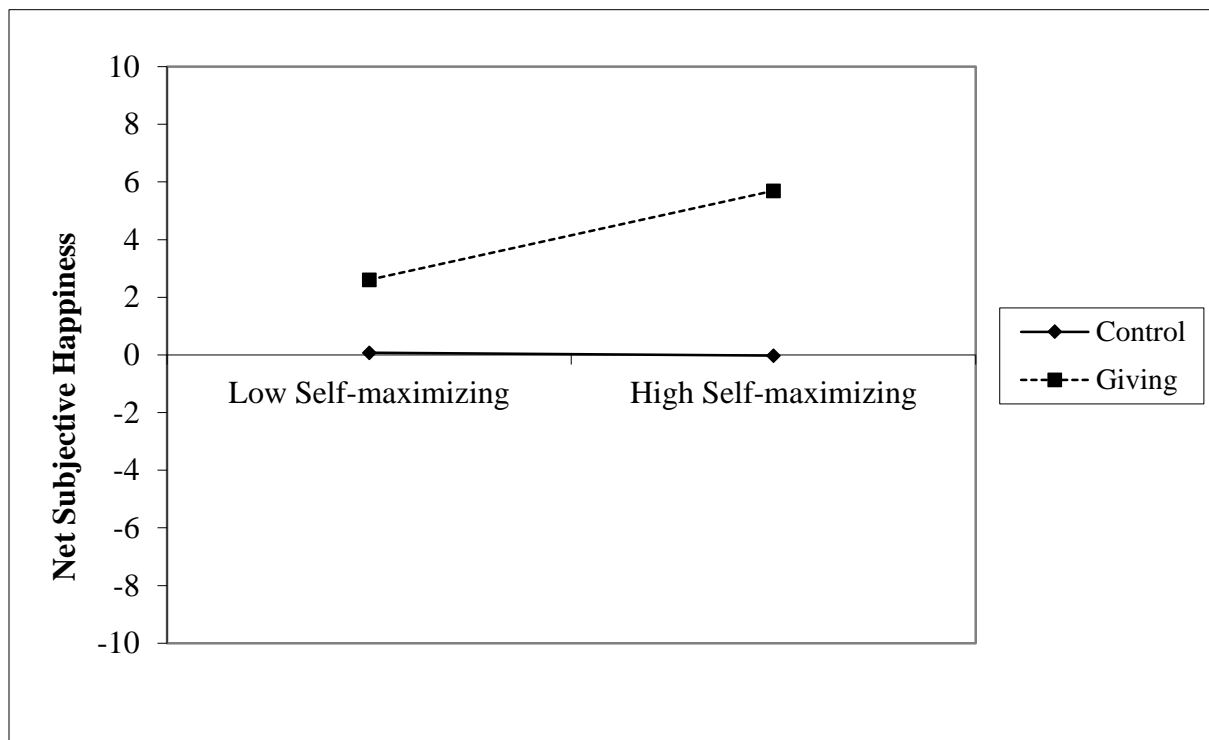 10
8
6
4
2
0
-2
-4
-6
-8
-10
Net Subjective Happiness
Low Self-maximizing
High Self-maximizing
Control
Giving